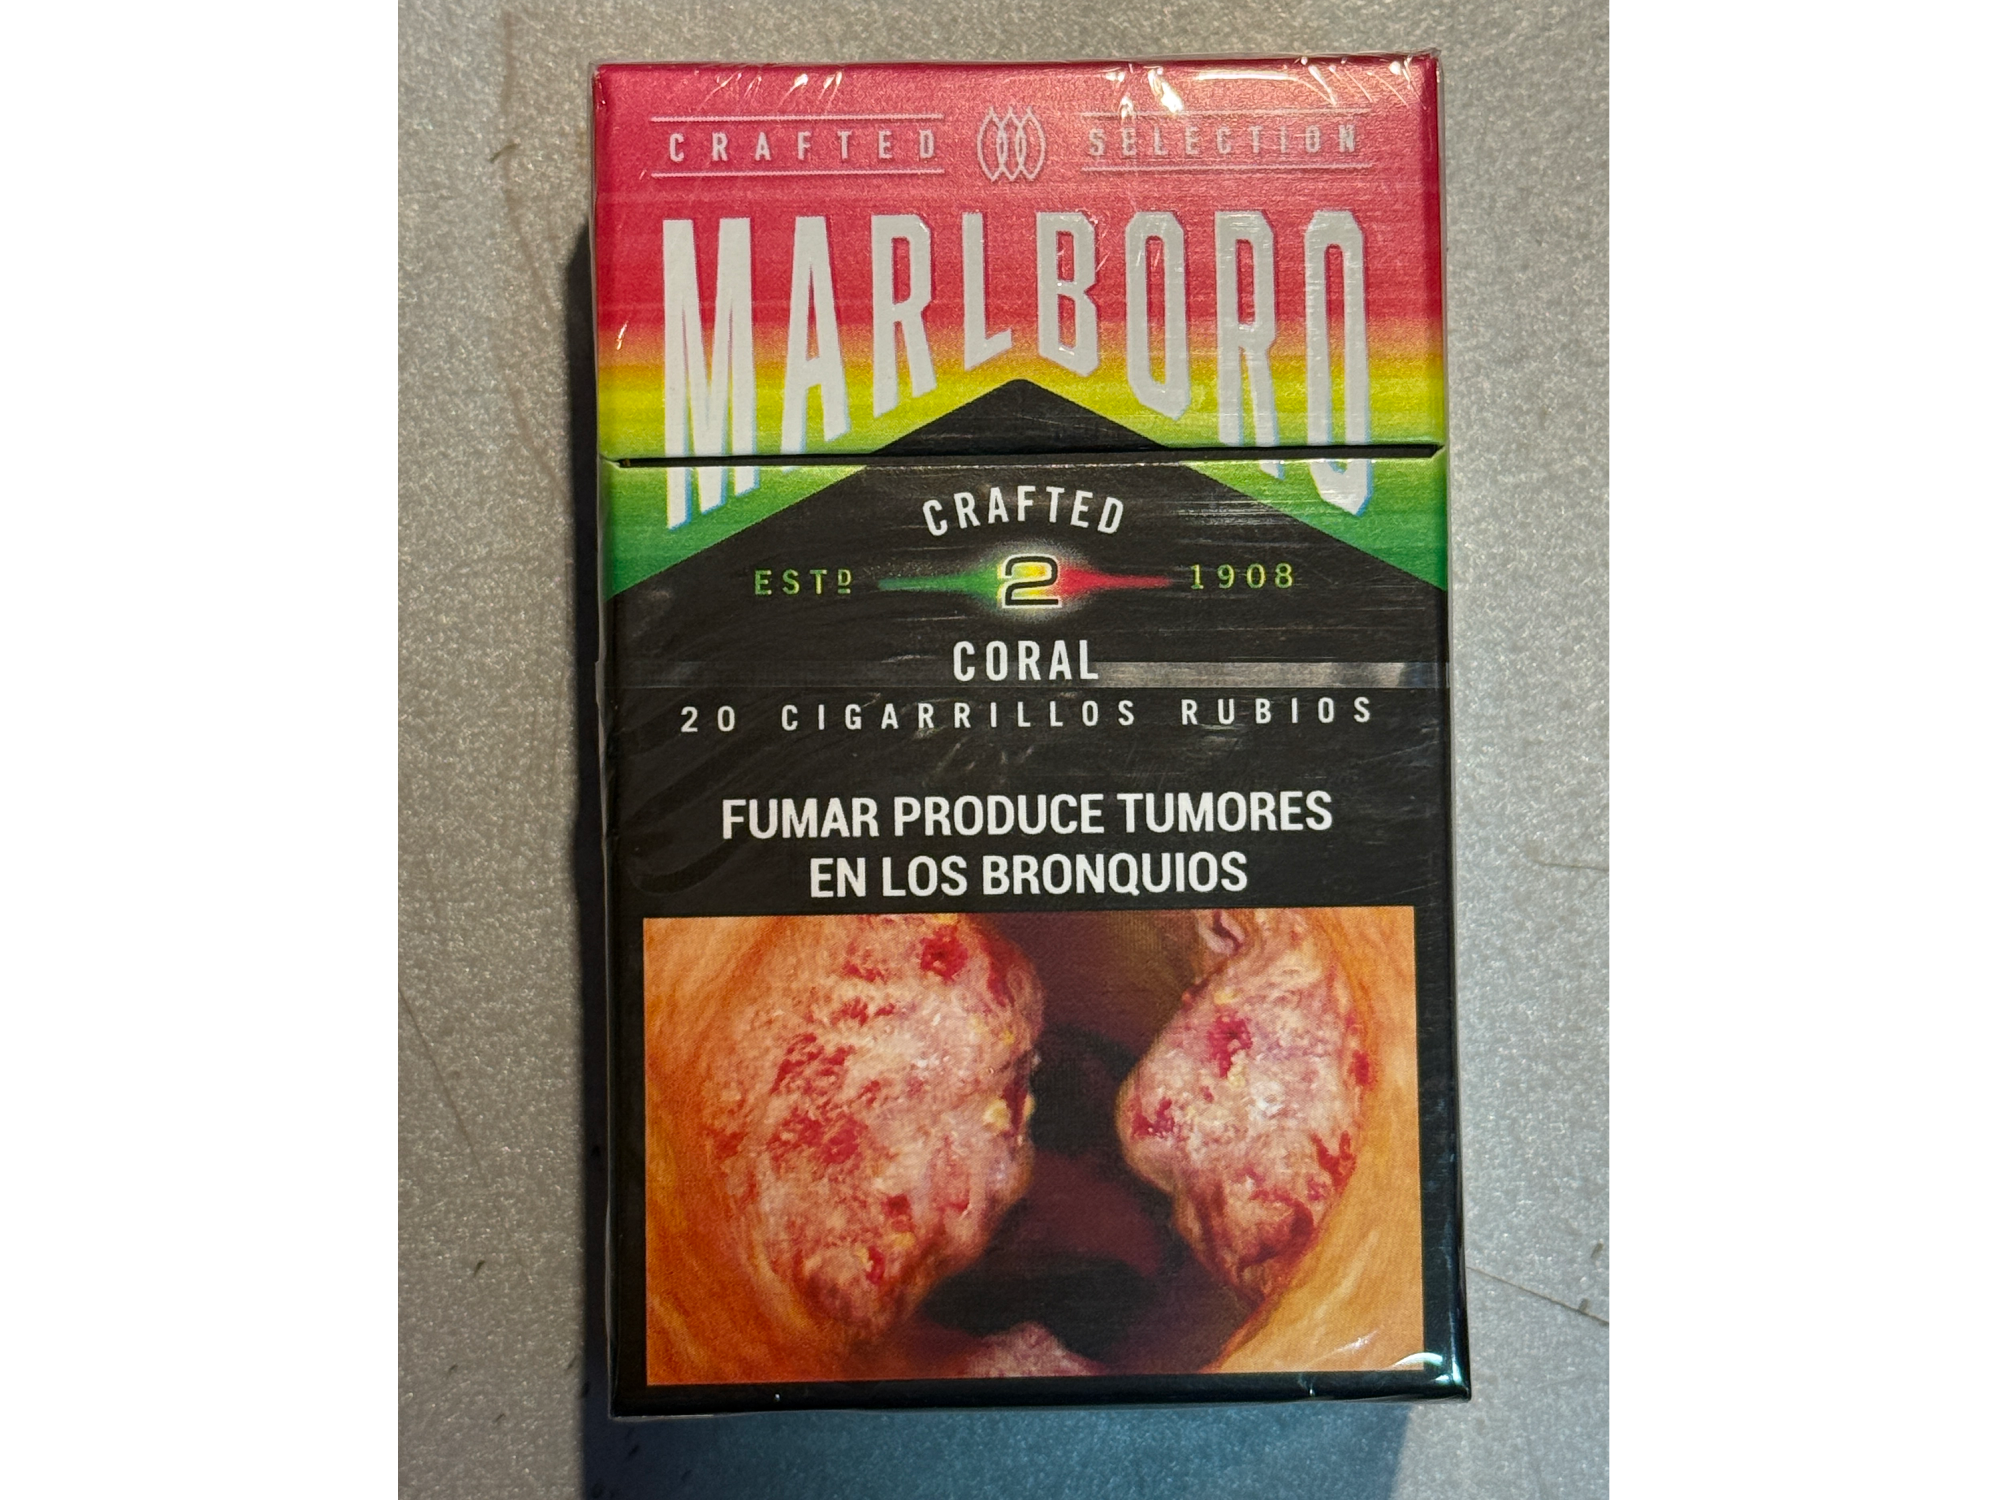 CRAFTED SELECTION
MARLBORO
CRAFTED
ESTD 2 1908
CORAL
20 CIGARRILLOS RUBIOS
FUMAR PRODUCE TUMORES
EN LOS BRONQUIOS